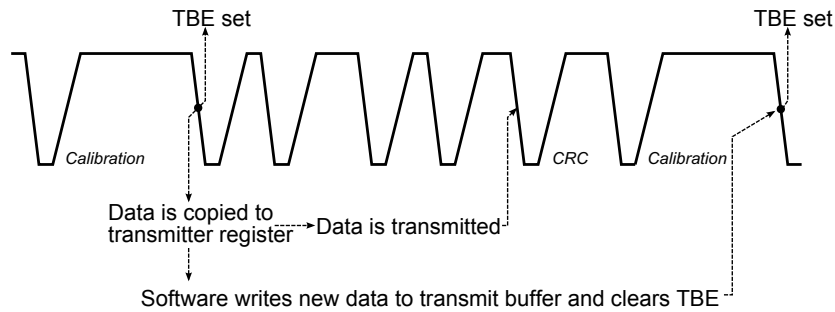 TBE set
TBE set
Calibration
CRC
Calibration
Data is copied to
transmitter register
Data is transmitted
Software writes new data to transmit buffer and clears TBE